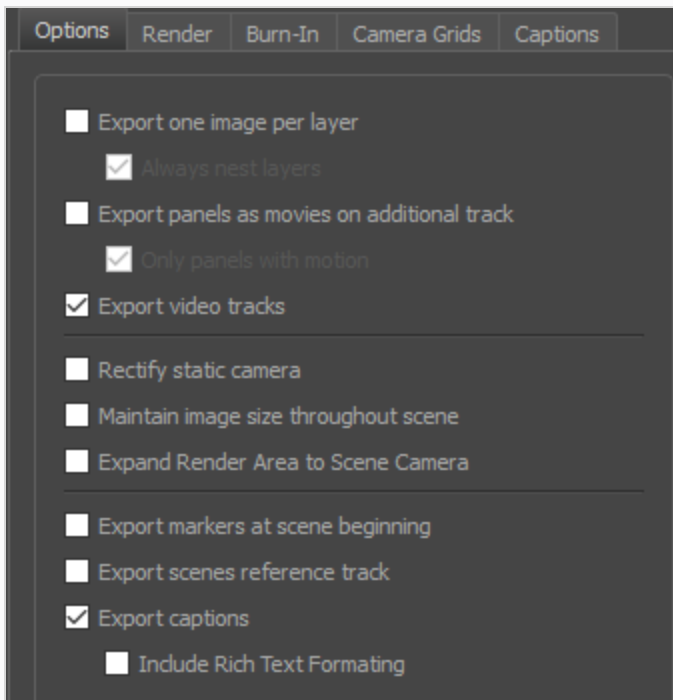 Options Render Burn-In Camera Grids Captions
Export one image per layer
Always nest layers
Export panels as movies on additional track
Only panels with motion
Export video tracks
Rectify static camera
Maintain image size throughout scene
Expand Render Area to Scene Camera
Export markers at scene beginning
Export scenes reference track
Export captions
Include Rich Text Formating